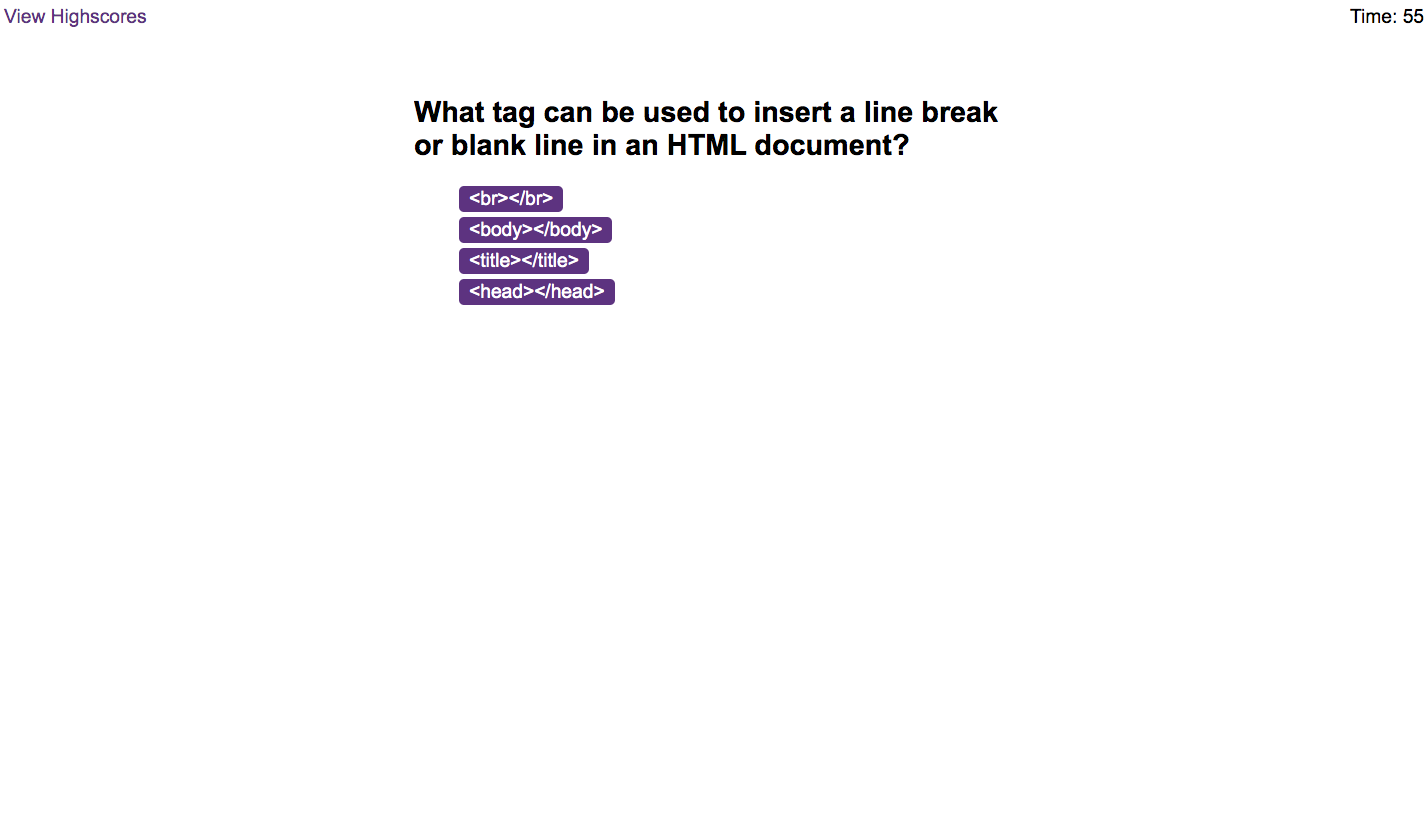 View Highscores
Time: 55
What tag can be used to insert a line break
or blank line in an HTML document?
<br></br>
<body></body>
<title></title>
<head></head>